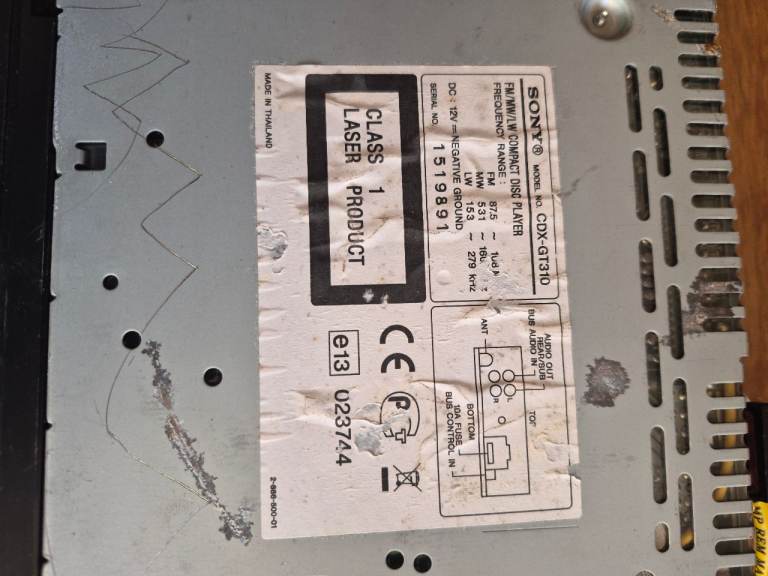 SONY® MODEL NO. CDX-GT310
FM/MW/LW COMPACT DISC PLAYER
FREQUENCY RANGE :
FM 87.5 ~
MW 531 ~
LW 153 ~ 279 kHz
DC : 12V NEGATIVE GROUND
SERIAL NO. 1519891
CLASS 1
LASER PRODUCT
MADE IN THAILAND
AUDIO OUT
REAR/SUB
BUS AUDIO IN
ANT
L
R
BOTTOM
10A FUSE
BUS CONTROL IN
CE
e13 023744
2-886-500-01